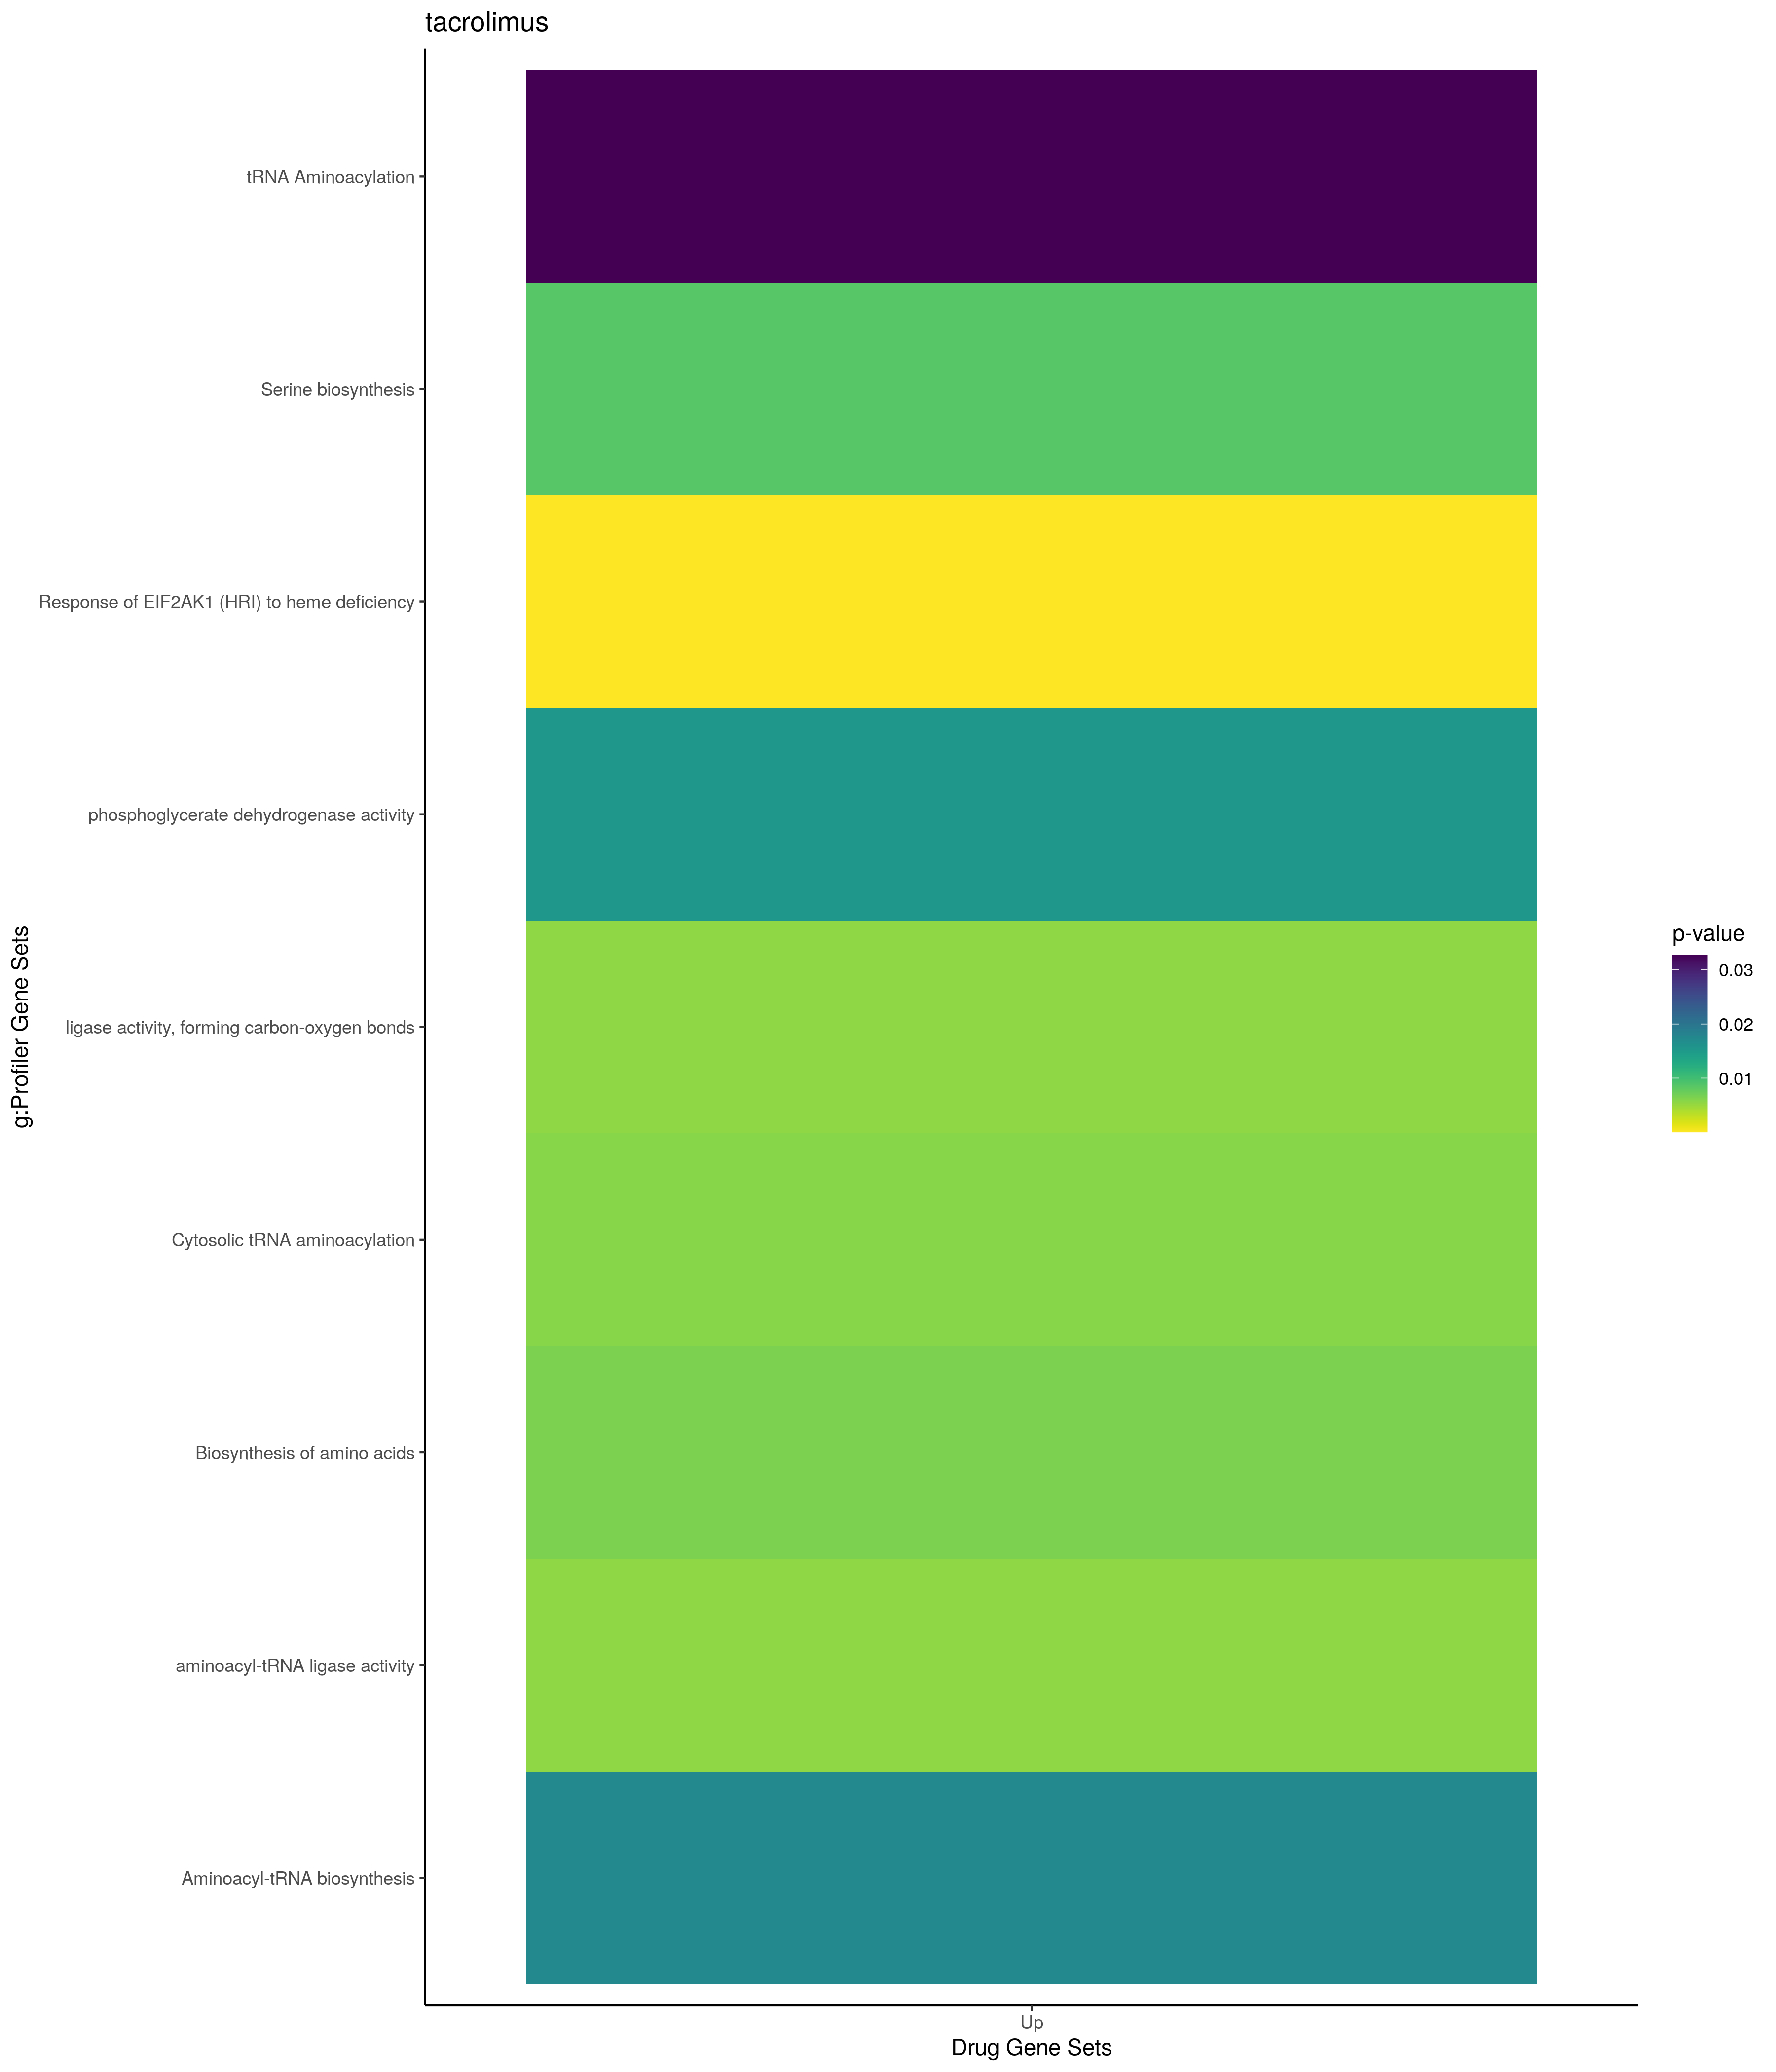 tacrolimus
g:Profiler Gene Sets
tRNA Aminoacylation
Serine biosynthesis
Response of EIF2AK1 (HRI) to heme deficiency
phosphoglycerate dehydrogenase activity
ligase activity, forming carbon-oxygen bonds
Cytosolic tRNA aminoacylation
Biosynthesis of amino acids
aminoacyl-tRNA ligase activity
Aminoacyl-tRNA biosynthesis
Up
Drug Gene Sets
p-value
0.03
0.02
0.01